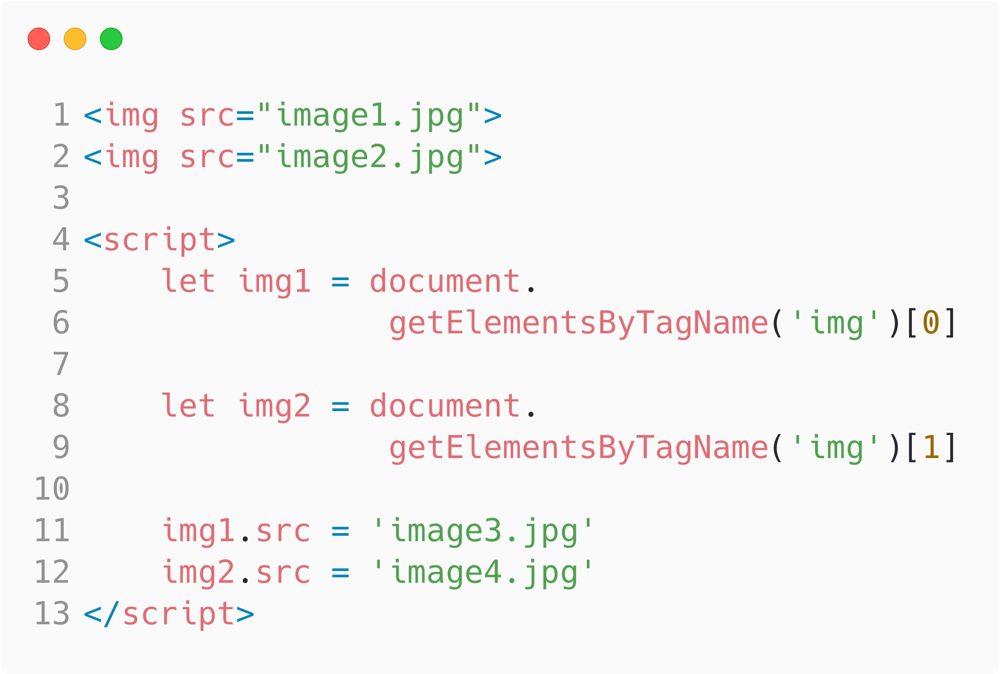 1 <img src="image1.jpg">
2 <img src="image2.jpg">
3
4 <script>
5     let img1 = document.
6                 getElementsByTagName('img')[0]
7
8     let img2 = document.
9                 getElementsByTagName('img')[1]
10
11     img1.src = 'image3.jpg'
12     img2.src = 'image4.jpg'
13 </script>